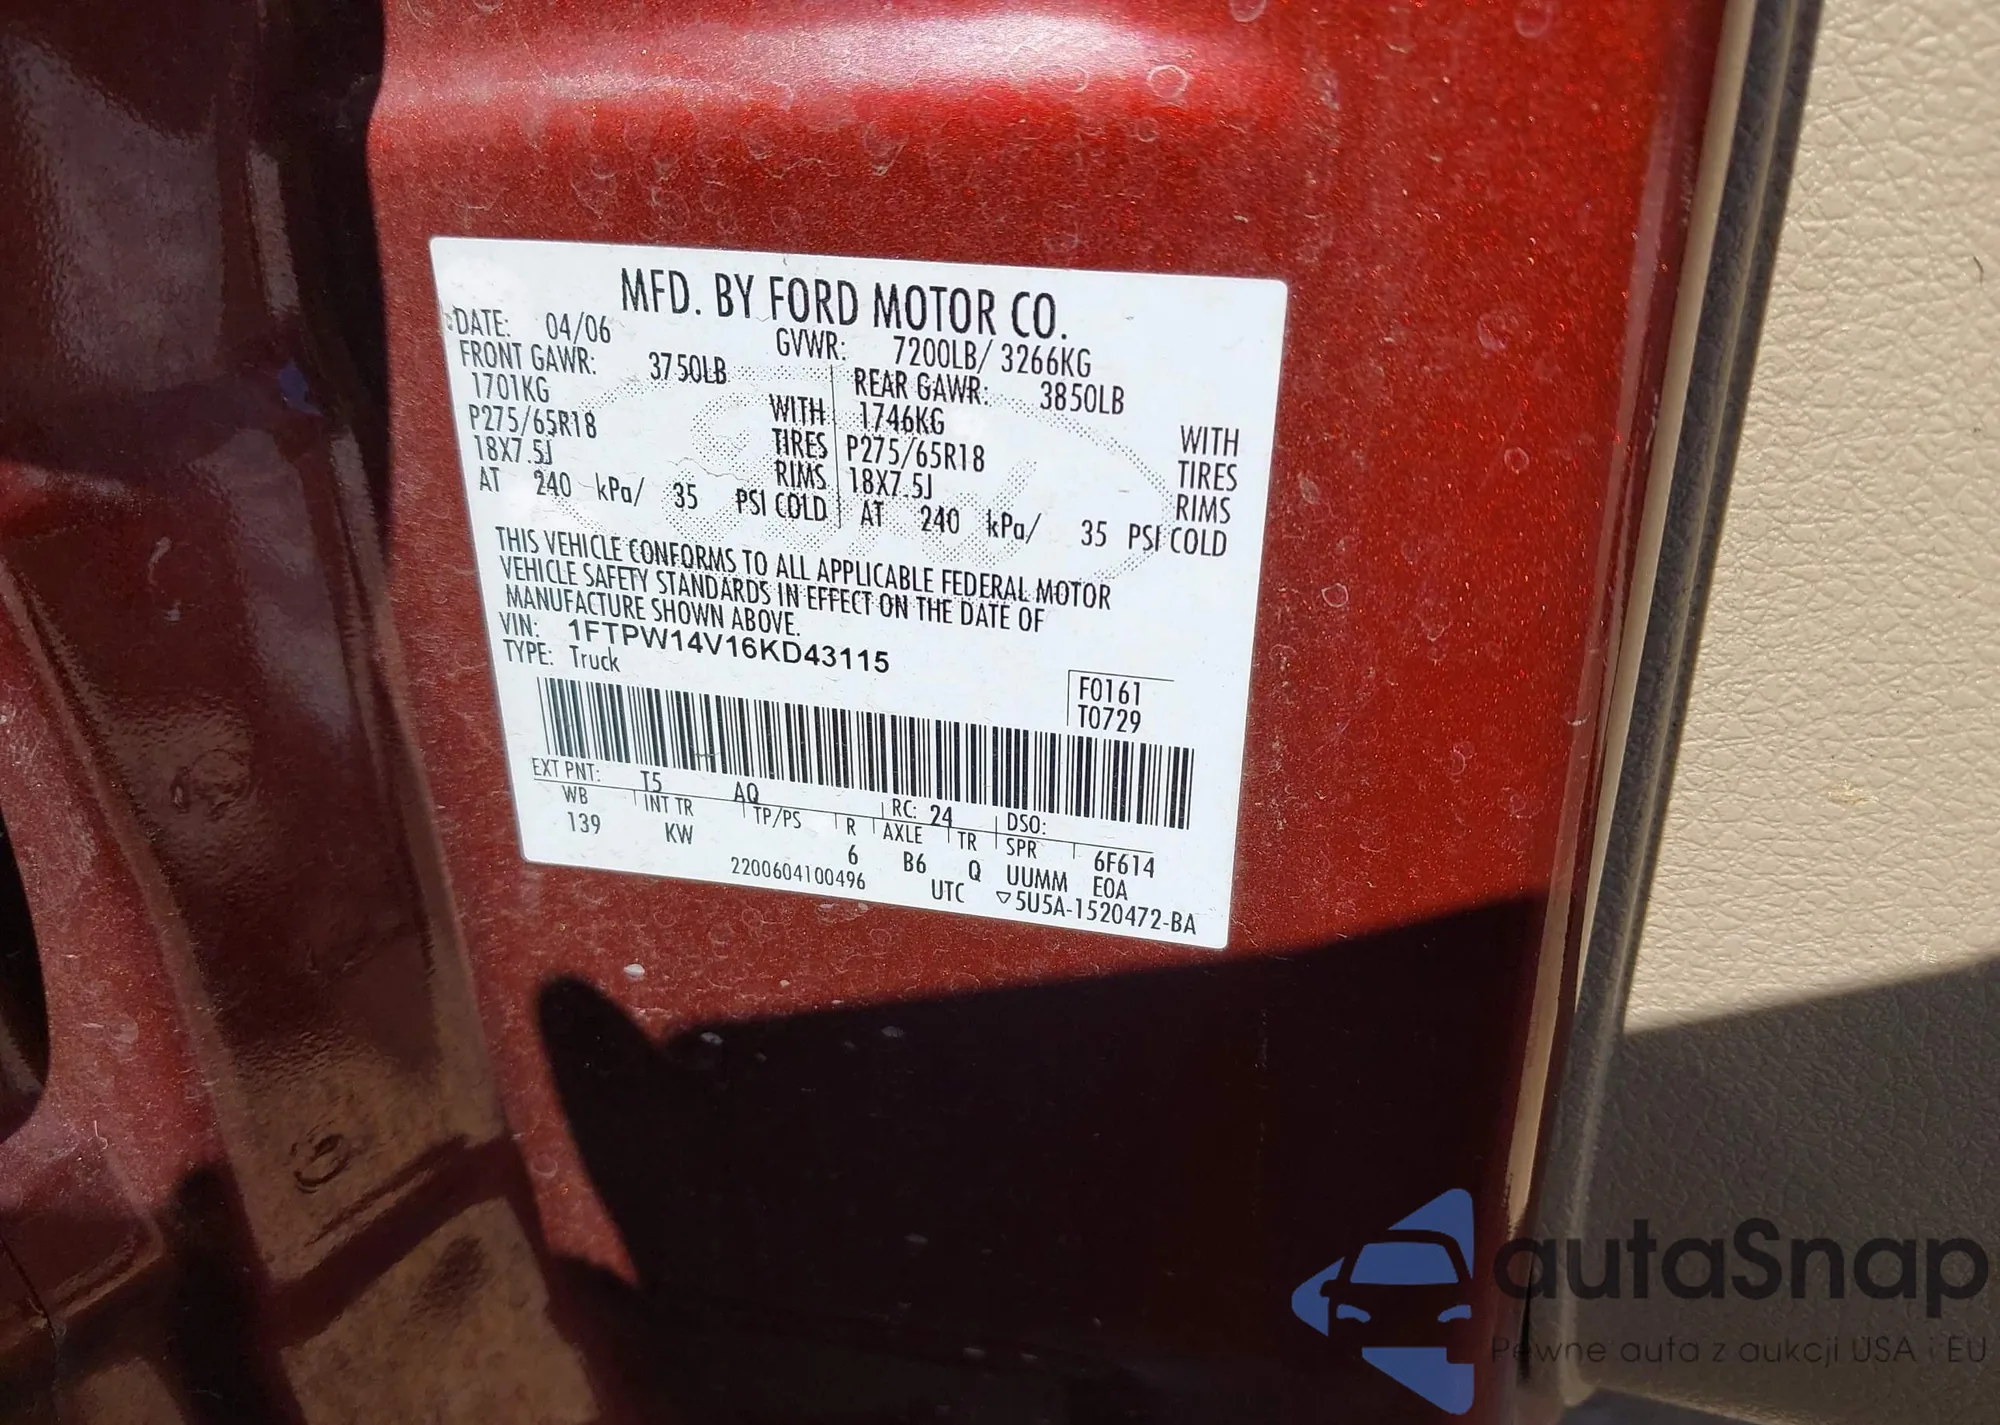 MFD. BY FORD MOTOR CO.
DATE: 04/06 GVWR: 7200LB/ 3266KG
FRONT GAWR: 3750LB REAR GAWR: 3850LB
1701KG WITH 1746KG WITH
P275/65R18 TIRES P275/65R18 TIRES
18X7.5J RIMS 18X7.5J RIMS
AT 240 kPa/ 35 PSI COLD AT 240 kPa/ 35 PSI COLD
THIS VEHICLE CONFORMS TO ALL APPLICABLE FEDERAL MOTOR
VEHICLE SAFETY STANDARDS IN EFFECT ON THE DATE OF
MANUFACTURE SHOWN ABOVE.
VIN: 1FTPW14V16KD43115
TYPE: Truck
F0161
T0729
EXT PNT: T5 AQ RC: 24 DSO:
WB INT TR TP/PS R AXLE TR SPR 6F614
139 KW 6 B6 Q UUMM E0A
2200604100496 UTC ▽5U5A-1520472-BA
autaSnap
Pewne auta z aukcji USA i EU